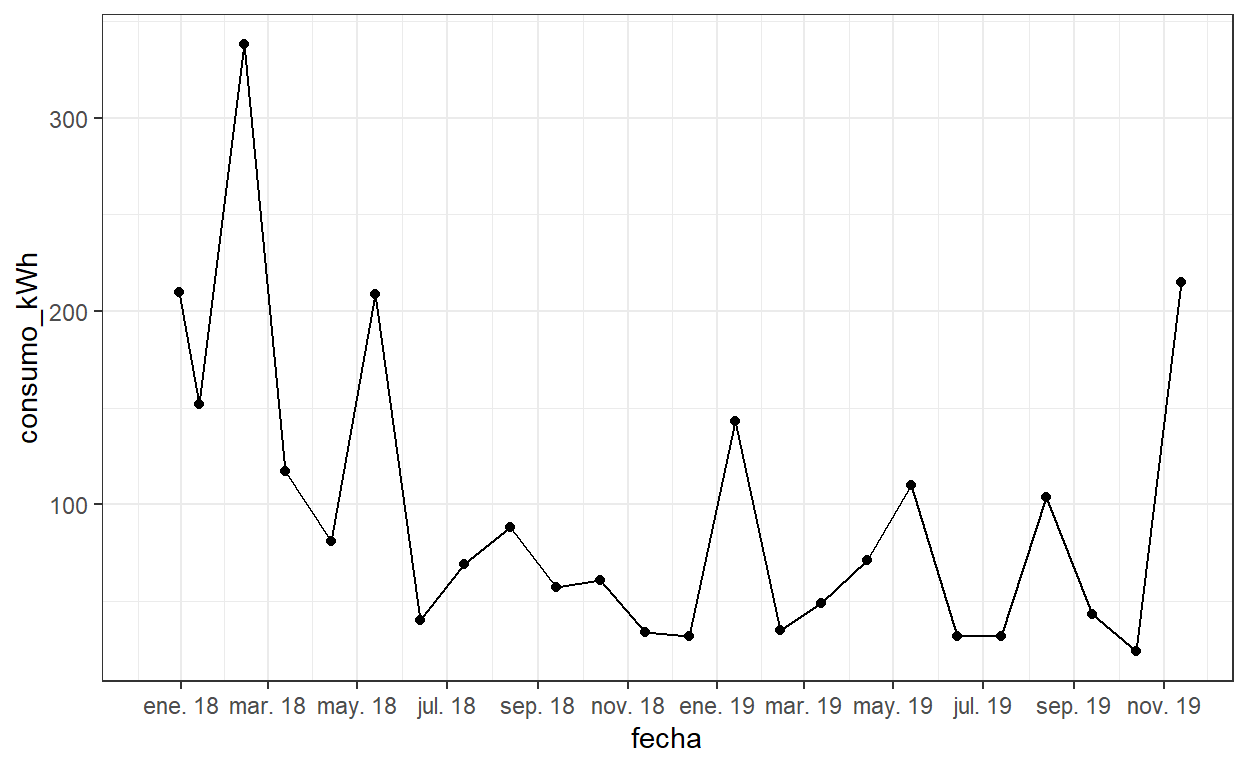 consumo_kWh
300
200
100
ene. 18 mar. 18 may. 18 jul. 18 sep. 18 nov. 18 ene. 19 mar. 19 may. 19 jul. 19 sep. 19 nov. 19
fecha